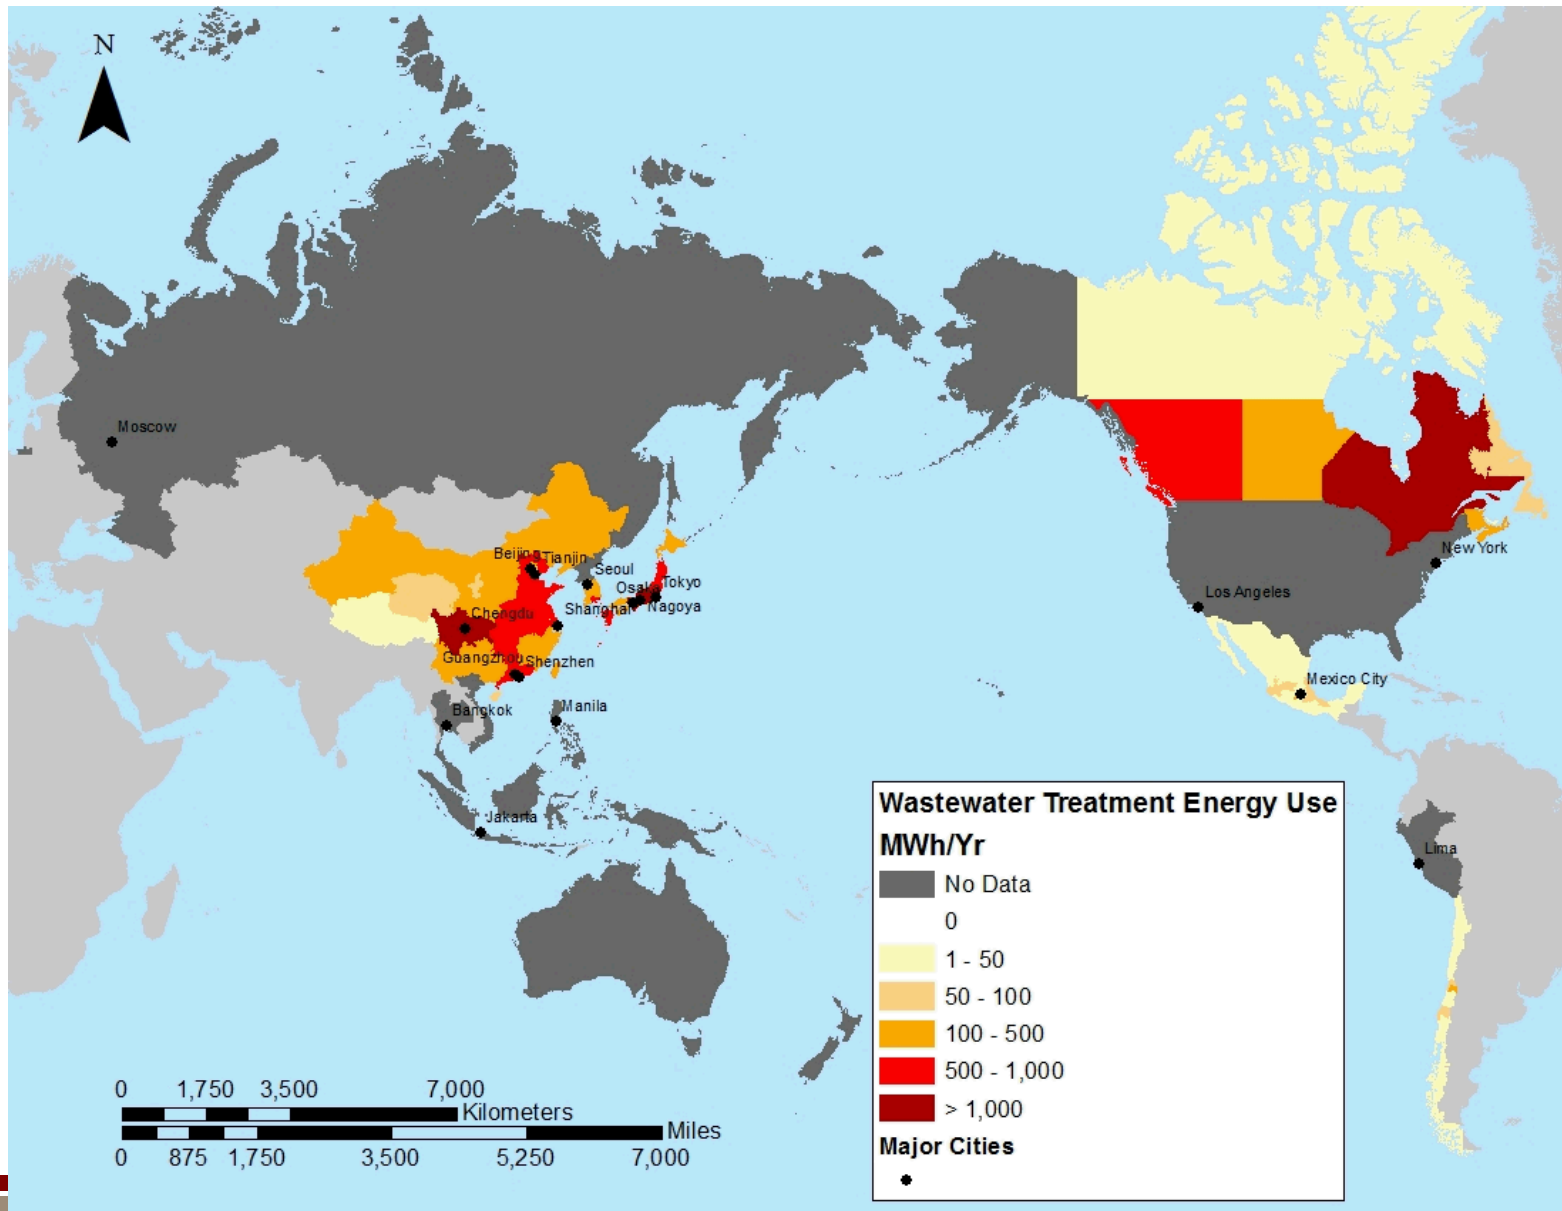 N
Moscow
Beijing
Tianjin
Seoul
Osaka
Tokyo
Chengdu
Shanghai
Nagoya
Guangzhou
Shenzhen
Bangkok
Manila
Jakarta
New York
Los Angeles
Mexico City
Lima
Wastewater Treatment Energy Use
MWh/Yr
No Data
0
1 - 50
50 - 100
100 - 500
500 - 1,000
> 1,000
Major Cities
0 1,750 3,500 7,000
Kilometers
Miles
0 875 1,750 3,500 5,250 7,000